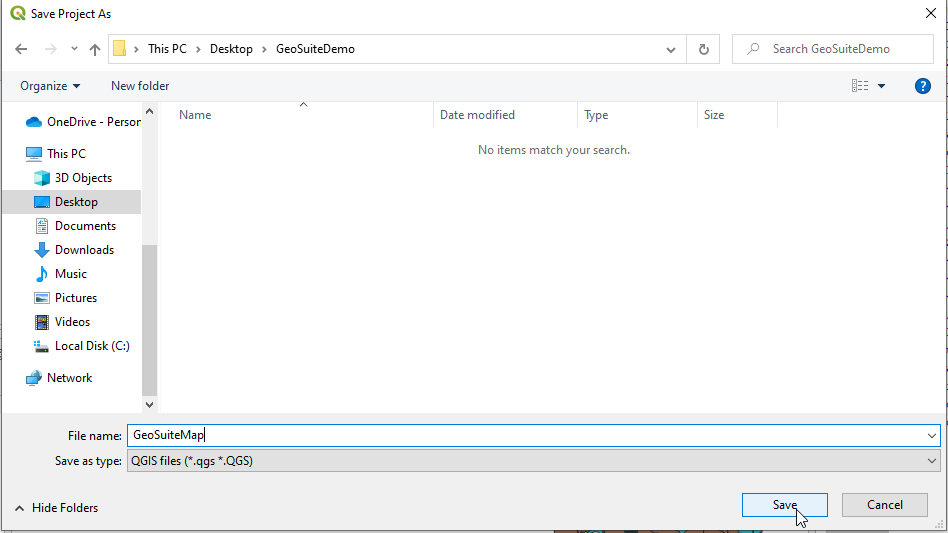 Save Project As
This PC > Desktop > GeoSuiteDemo
Search GeoSuiteDemo
Organize
New folder
?
Name
Date modified
Type
Size
No items match your search.
OneDrive - Person
This PC
3D Objects
Desktop
Documents
Downloads
Music
Pictures
Videos
Local Disk (C:)
Network
File name: GeoSuiteMap
Save as type: QGIS files (*.qgs *.QGS)
Hide Folders
Save
Cancel